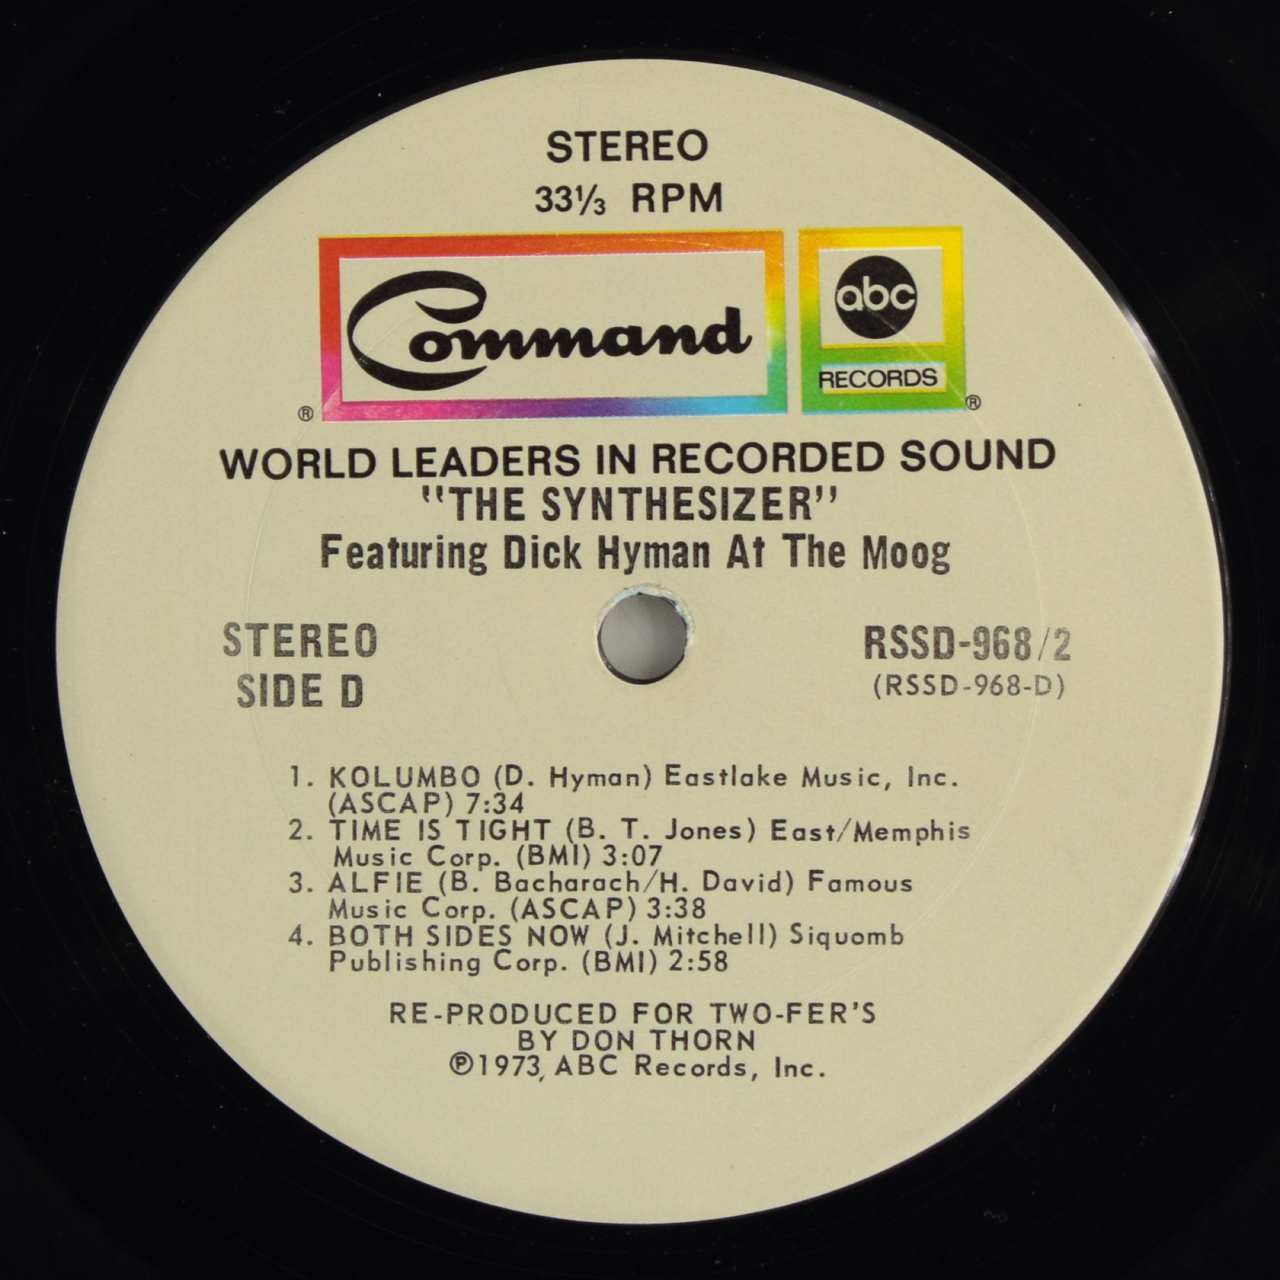 STEREO
33⅓ RPM
Command
abc
RECORDS
® ®
WORLD LEADERS IN RECORDED SOUND
"THE SYNTHESIZER"
Featuring Dick Hyman At The Moog
STEREO
SIDE D
RSSD-968/2
(RSSD-968-D)
1. KOLUMBO (D. Hyman) Eastlake Music, Inc.
(ASCAP) 7:34
2. TIME IS TIGHT (B. T. Jones) East/Memphis
Music Corp. (BMI) 3:07
3. ALFIE (B. Bacharach/H. David) Famous
Music Corp. (ASCAP) 3:38
4. BOTH SIDES NOW (J. Mitchell) Siquomb
Publishing Corp. (BMI) 2:58
RE-PRODUCED FOR TWO-FER'S
BY DON THORN
℗1973, ABC Records, Inc.